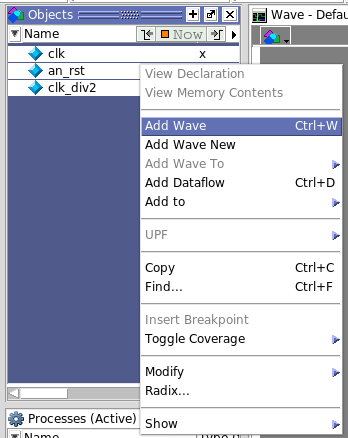 Objects
Wave - Defau
Name
Now
clk x
an_rst
clk_div2
View Declaration
View Memory Contents
Add Wave Ctrl+W
Add Wave New
Add Wave To
Add Dataflow Ctrl+D
Add to
UPF
Copy Ctrl+C
Find... Ctrl+F
Insert Breakpoint
Toggle Coverage
Modify
Radix...
Show
Processes (Active)
Name